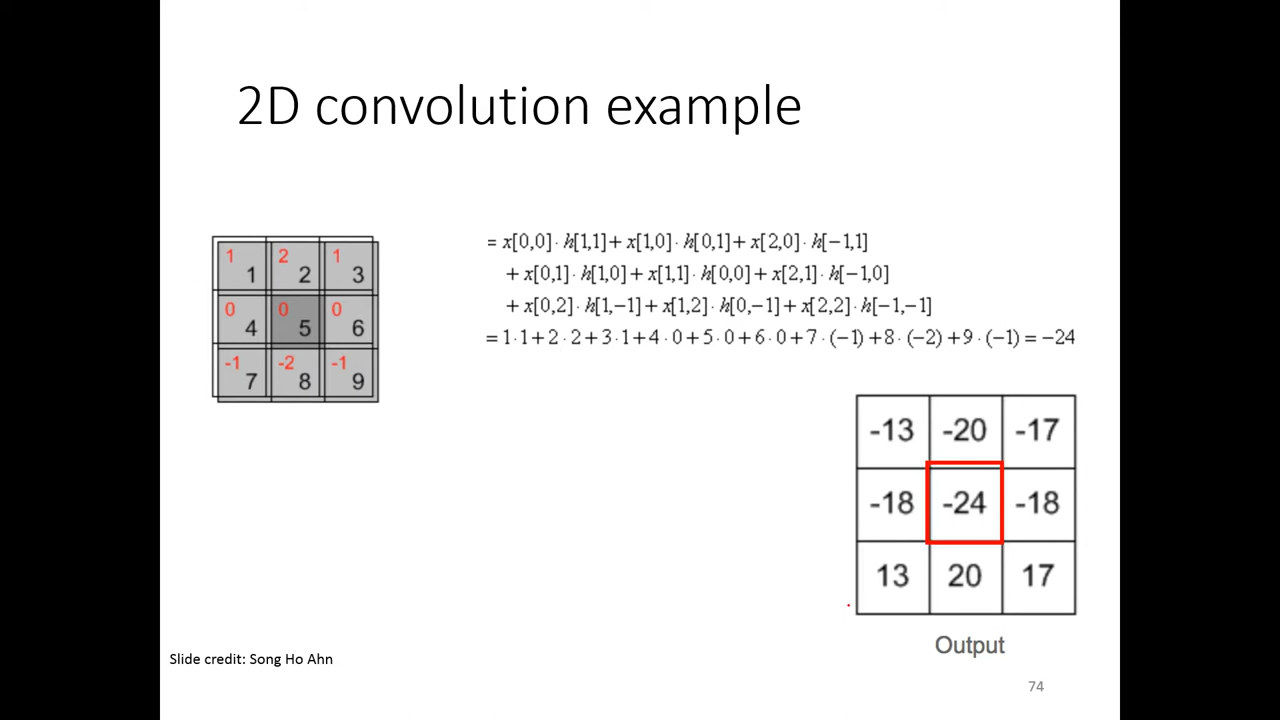 2D convolution example
1 2 1
1 2 3
0 0 0
4 5 6
-1 -2 -1
7 8 9
= x[0,0]· h[1,1]+ x[1,0]· h[0,1]+ x[2,0]· h[−1,1]
+ x[0,1]· h[1,0]+ x[1,1]· h[0,0]+ x[2,1]· h[−1,0]
+ x[0,2]· h[1,−1]+ x[1,2]· h[0,−1]+ x[2,2]· h[−1,−1]
= 1·1+2·2+3·1+4·0+5·0+6·0+7·(−1)+8·(−2)+9·(−1) = −24
-13 -20 -17
-18 -24 -18
13 20 17
Output
Slide credit: Song Ho Ahn
74